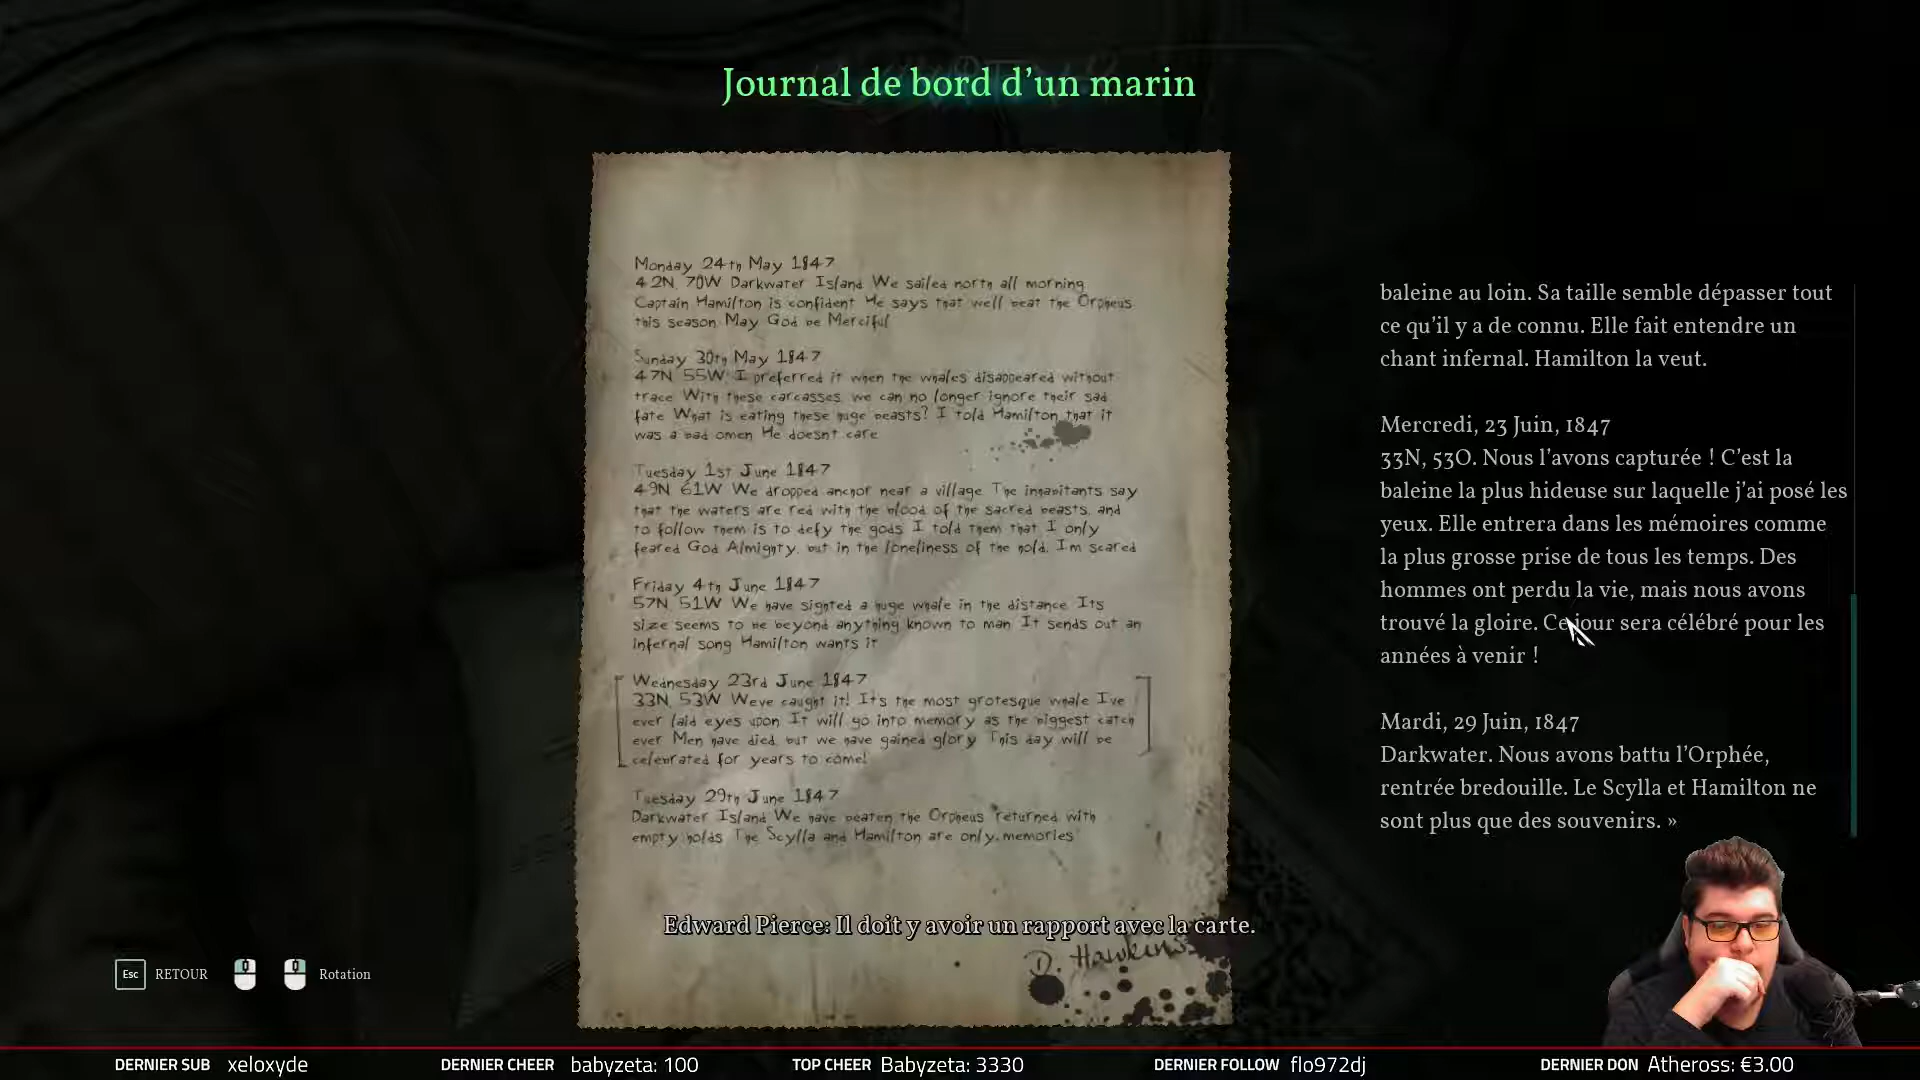 Journal de bord d'un marin
Monday 24th May 1847
42N, 70W Darkwater Island We sailed north all morning
Captain Hamilton is confident He says that well beat the Orpheus
this season May God be Merciful
Sunday 30th May 1847
47N 55W I preferred it when the whales disappeared without
trace With these carcasses, we can no longer ignore their sad
fate What is eating these huge beasts? I told Hamilton that it
was a bad omen He doesnt care
Tuesday 1st June 1847
49N 61W We dropped anchor near a village The inhabitants say
that the waters are red with the blood of the sacred beasts, and
to follow them is to defy the gods I told them that I only
feared God Almighty, but in the loneliness of the hold, Im scared
Friday 4th June 1847
57N, 51W We have sighted a huge whale in the distance Its
size seems to be beyond anything known to man It sends out an
infernal song Hamilton wants it
Wednesday 23rd June 1847
33N, 53W Weve caught it! It's the most grotesque whale I've
ever laid eyes upon It will go into memory as the biggest catch
ever Men have died, but we have gained glory This day will be
celebrated for years to come!
Tuesday 29th June 1847
Darkwater Island We have beaten the Orpheus returned with
empty holds The Scylla and Hamilton are only memories
D. Hawkins
baleine au loin. Sa taille semble dépasser tout
ce qu'il y a de connu. Elle fait entendre un
chant infernal. Hamilton la veut.
Mercredi, 23 Juin, 1847
33N, 53O. Nous l'avons capturée ! C'est la
baleine la plus hideuse sur laquelle j'ai posé les
yeux. Elle entrera dans les mémoires comme
la plus grosse prise de tous les temps. Des
hommes ont perdu la vie, mais nous avons
trouvé la gloire. Ce jour sera célébré pour les
années à venir !
Mardi, 29 Juin, 1847
Darkwater. Nous avons battu l'Orphée,
rentrée bredouille. Le Scylla et Hamilton ne
sont plus que des souvenirs. »
Edward Pierce: Il doit y avoir un rapport avec la carte.
Esc RETOUR Rotation
DERNIER SUB xeloxyde DERNIER CHEER babyzeta: 100 TOP CHEER Babyzeta: 3330 DERNIER FOLLOW flo972dj DERNIER DON Atheross: €3.00